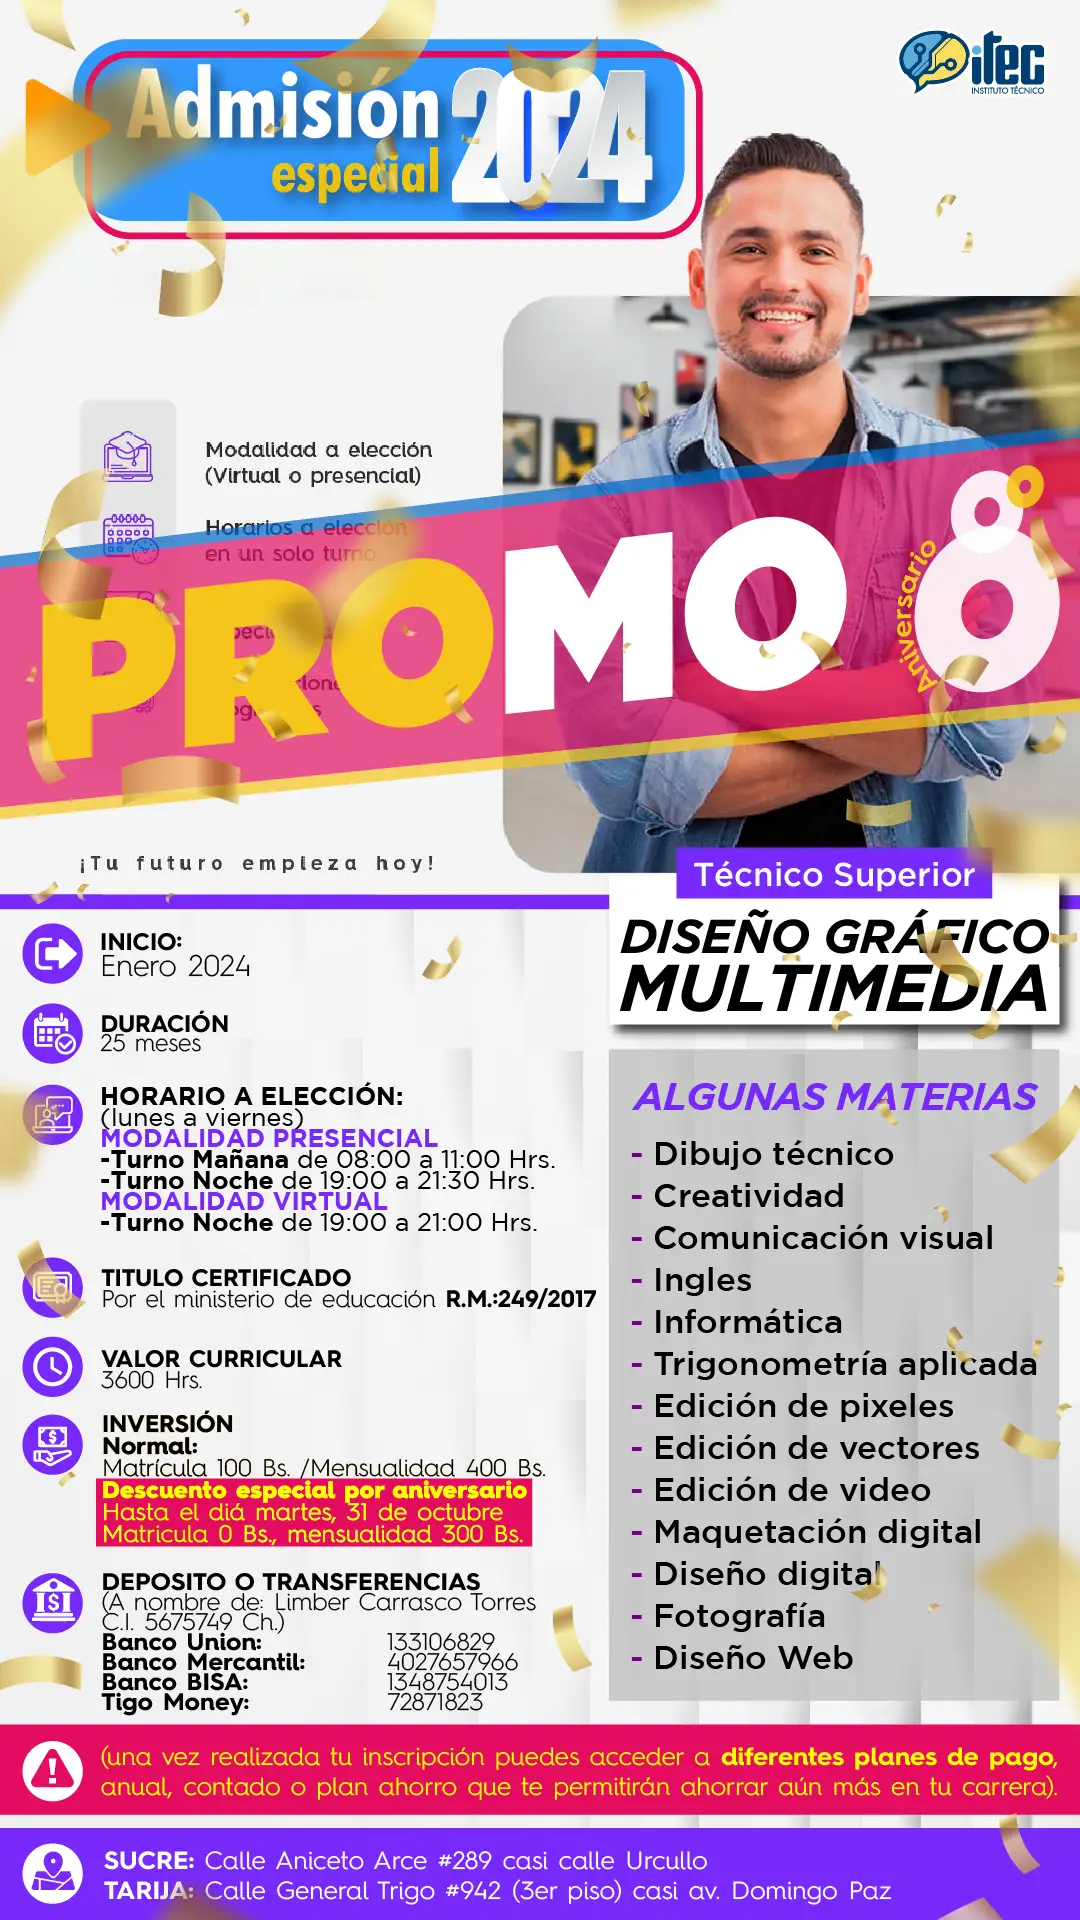 Admisión
especial
2024
itec
INSTITUTO TÉCNICO
Modalidad a elección
(Virtual o presencial)
Horarios a elección
en un solo turno
PROMO 8º
Aniversario
¡Tu futuro empieza hoy!
Técnico Superior
DISEÑO GRÁFICO
MULTIMEDIA
INICIO:
Enero 2024
DURACIÓN
25 meses
HORARIO A ELECCIÓN:
(lunes a viernes)
MODALIDAD PRESENCIAL
-Turno Mañana de 08:00 a 11:00 Hrs.
-Turno Noche de 19:00 a 21:30 Hrs.
MODALIDAD VIRTUAL
-Turno Noche de 19:00 a 21:00 Hrs.
TITULO CERTIFICADO
Por el ministerio de educación R.M.:249/2017
VALOR CURRICULAR
3600 Hrs.
INVERSIÓN
Normal:
Matrícula 100 Bs. /Mensualidad 400 Bs.
Descuento especial por aniversario
Hasta el diá martes, 31 de octubre
Matricula 0 Bs., mensualidad 300 Bs.
DEPOSITO O TRANSFERENCIAS
(A nombre de: Limber Carrasco Torres
C.I. 5675749 Ch.)
Banco Union: 133106829
Banco Mercantil: 4027657966
Banco BISA: 1348754013
Tigo Money: 72871823
ALGUNAS MATERIAS
- Dibujo técnico
- Creatividad
- Comunicación visual
- Ingles
- Informática
- Trigonometría aplicada
- Edición de pixeles
- Edición de vectores
- Edición de video
- Maquetación digital
- Diseño digital
- Fotografía
- Diseño Web
(una vez realizada tu inscripción puedes acceder a diferentes planes de pago,
anual, contado o plan ahorro que te permitirán ahorrar aún más en tu carrera).
SUCRE: Calle Aniceto Arce #289 casi calle Urcullo
TARIJA: Calle General Trigo #942 (3er piso) casi av. Domingo Paz